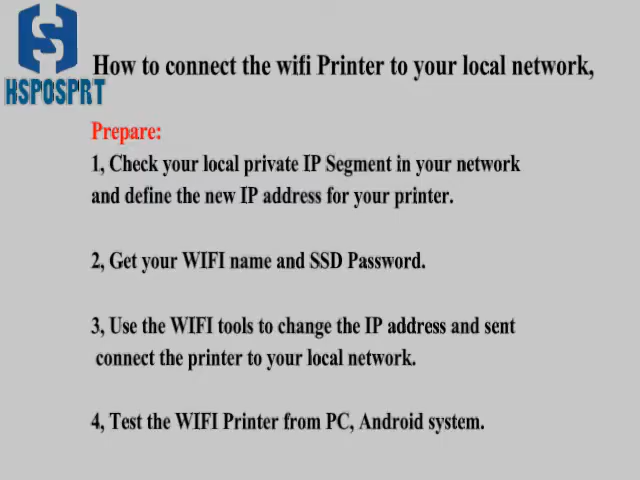 How to connect the wifi Printer to your local network,
HSPOSPRT
Prepare:
1, Check your local private IP Segment in your network
and define the new IP address for your printer.
2, Get your WIFI name and SSD Password.
3, Use the WIFI tools to change the IP address and sent
connect the printer to your local network.
4, Test the WIFI Printer from PC, Android system.